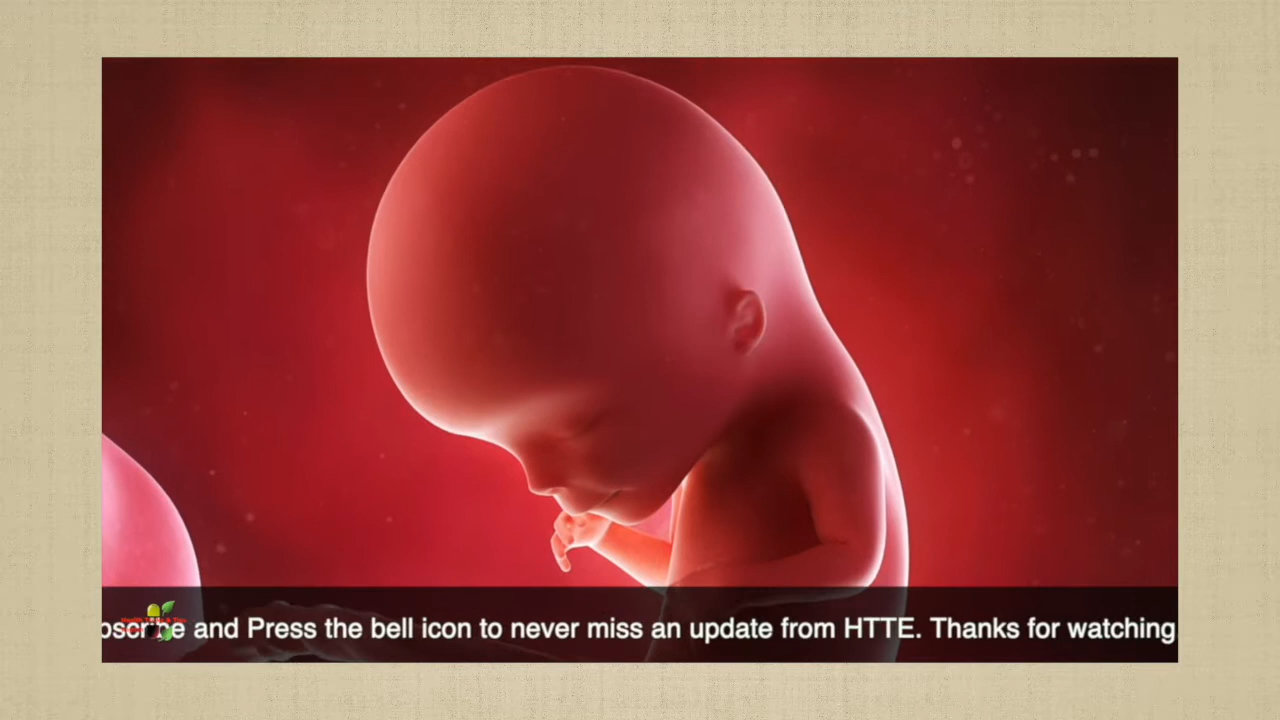 and Press the bell icon to never miss an update from HTTE. Thanks for watching